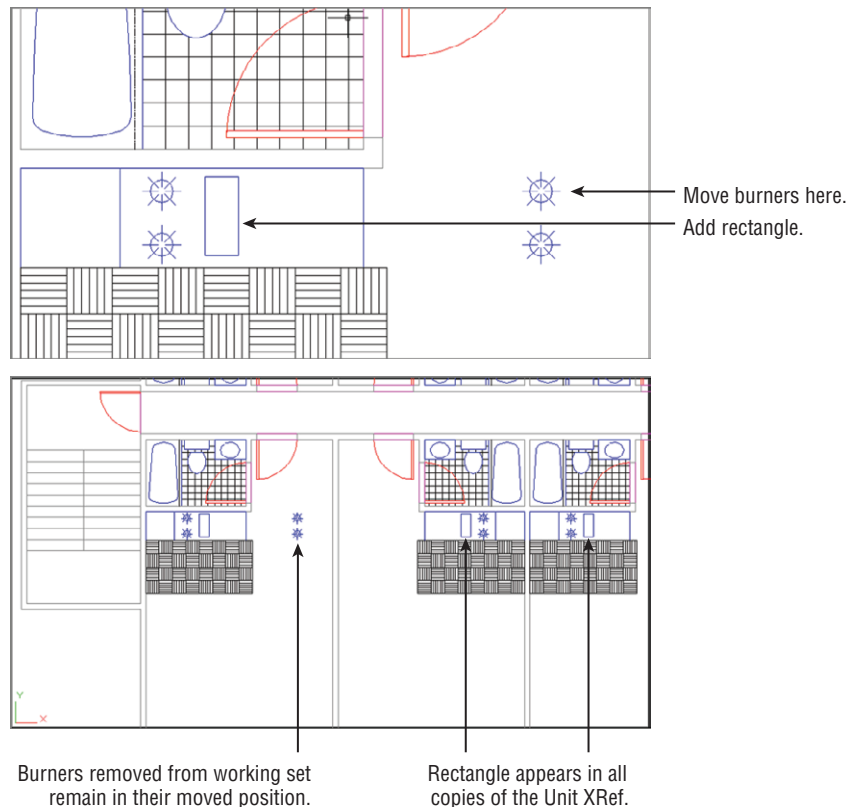 Move burners here.
Add rectangle.
Y
X
Burners removed from working set
remain in their moved position.
Rectangle appears in all
copies of the Unit XRef.